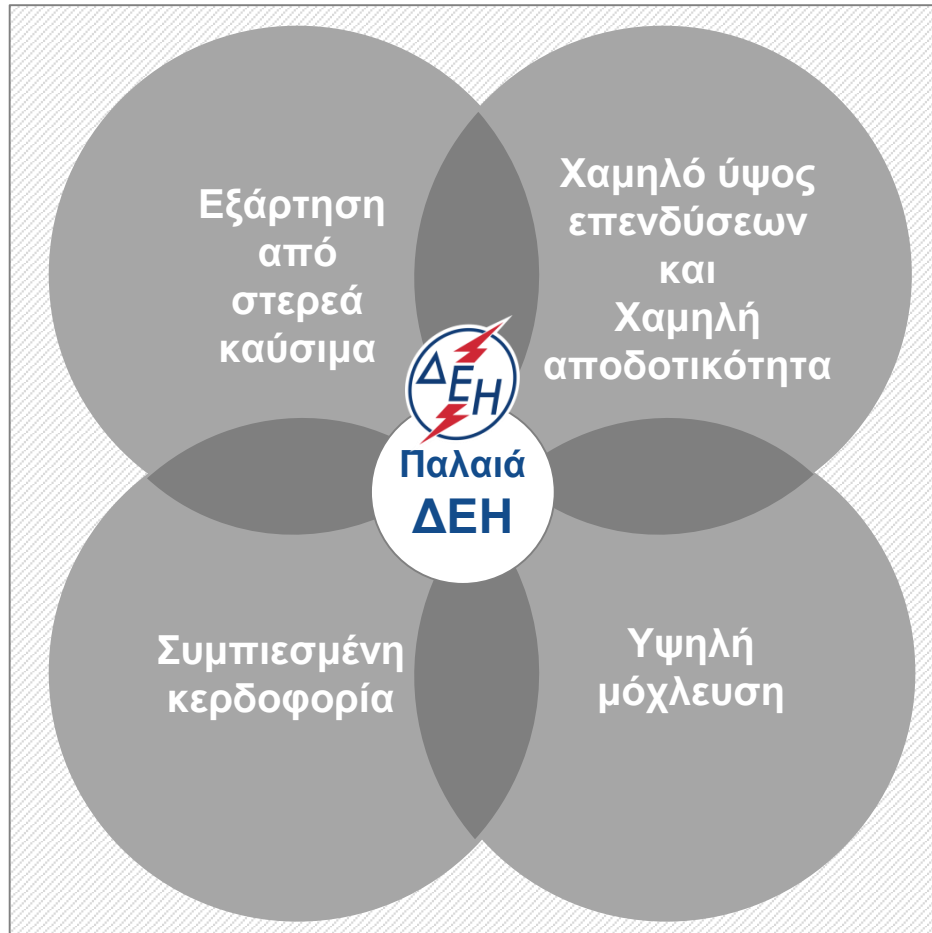 Εξάρτηση
από
στερεά
καύσιμα
Χαμηλό ύψος
επενδύσεων
και
Χαμηλή
αποδοτικότητα
ΔΕΗ
Παλαιά
ΔΕΗ
Συμπιεσμένη
κερδοφορία
Υψηλή
μόχλευση